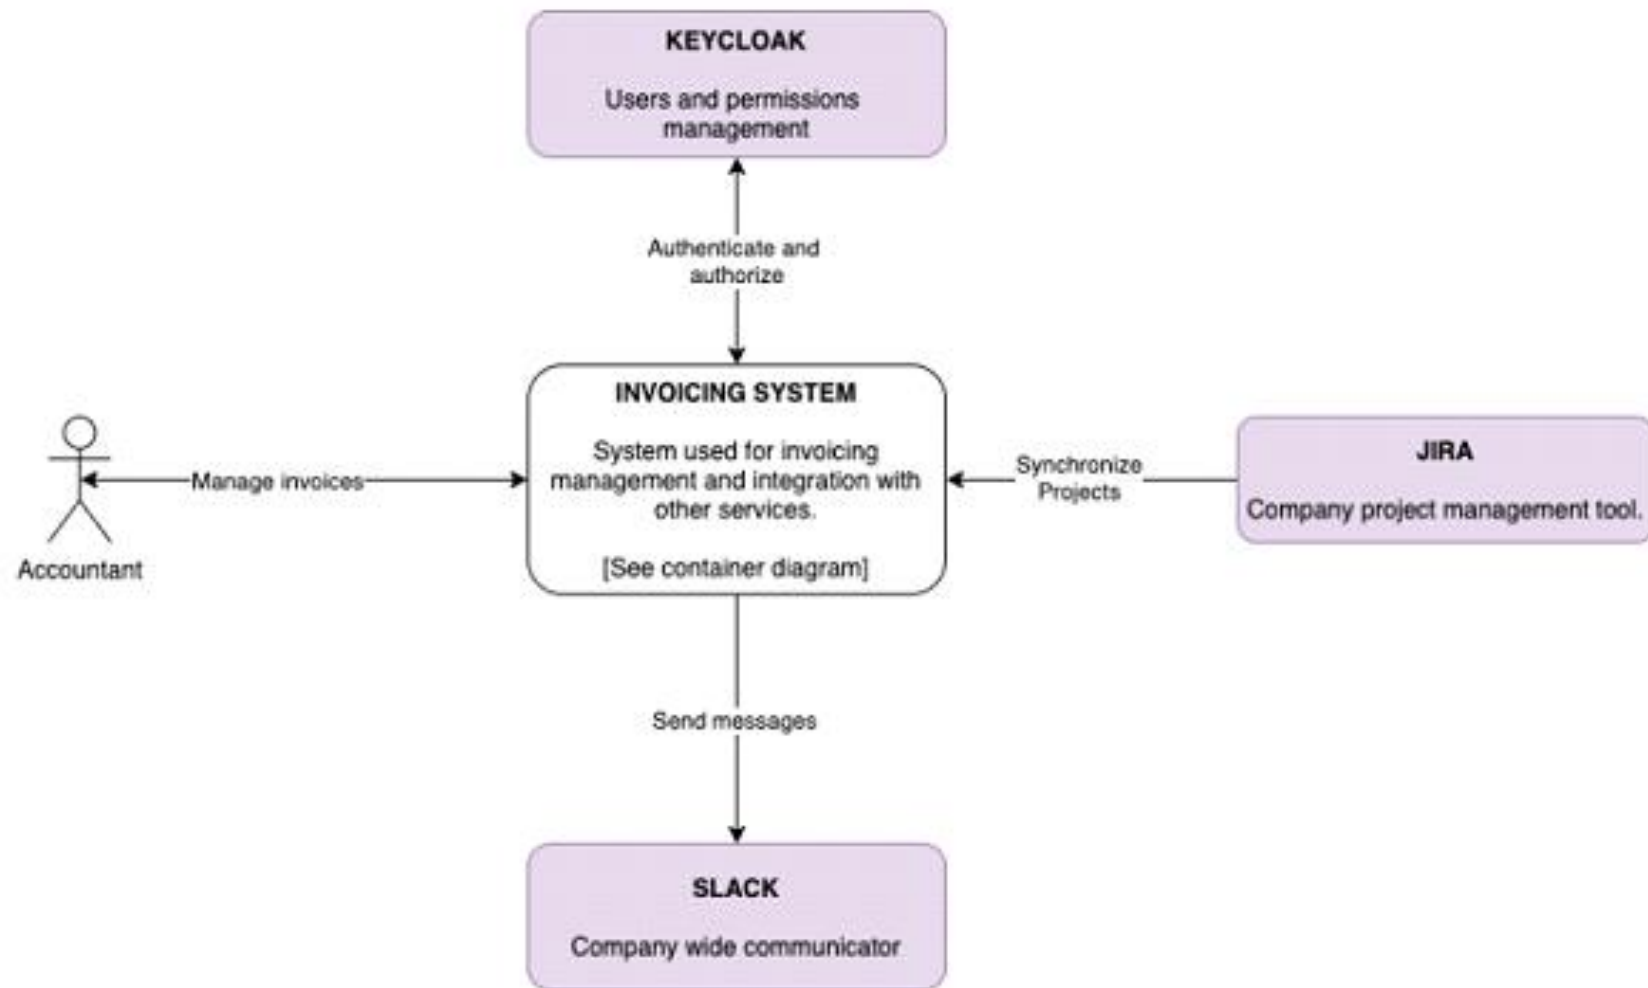 KEYCLOAK
Users and permissions
management
Authenticate and
authorize
INVOICING SYSTEM
System used for invoicing
management and integration with
other services.
[See container diagram]
Manage invoices
Accountant
Synchronize
Projects
JIRA
Company project management tool.
Send messages
SLACK
Company wide communicator